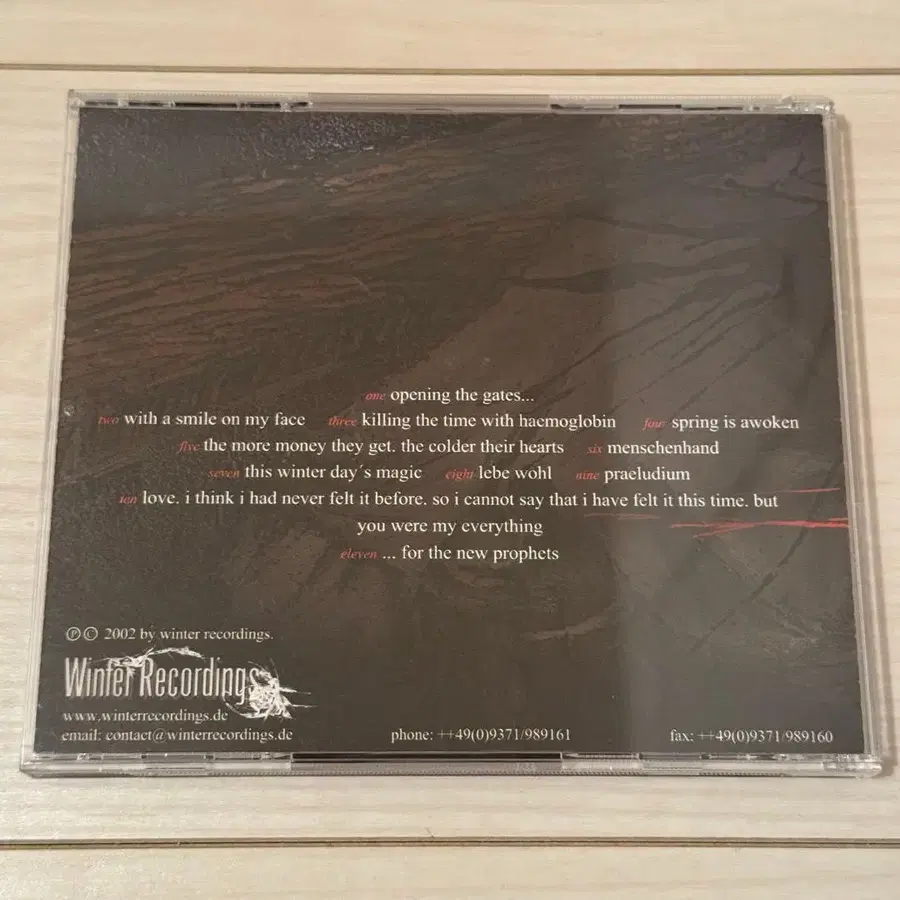 one opening the gates...
two with a smile on my face three killing the time with haemoglobin four spring is awoken
five the more money they get. the colder their hearts six menschenhand
seven this winter day´s magic eight lebe wohl nine praeludium
ten love. i think i had never felt it before. so i cannot say that i have felt it this time. but
you were my everything
eleven ... for the new prophets
℗© 2002 by winter recordings.
Winter Recordings
www.winterrecordings.de
email: contact@winterrecordings.de phone: ++49(0)9371/989161 fax: ++49(0)9371/989160